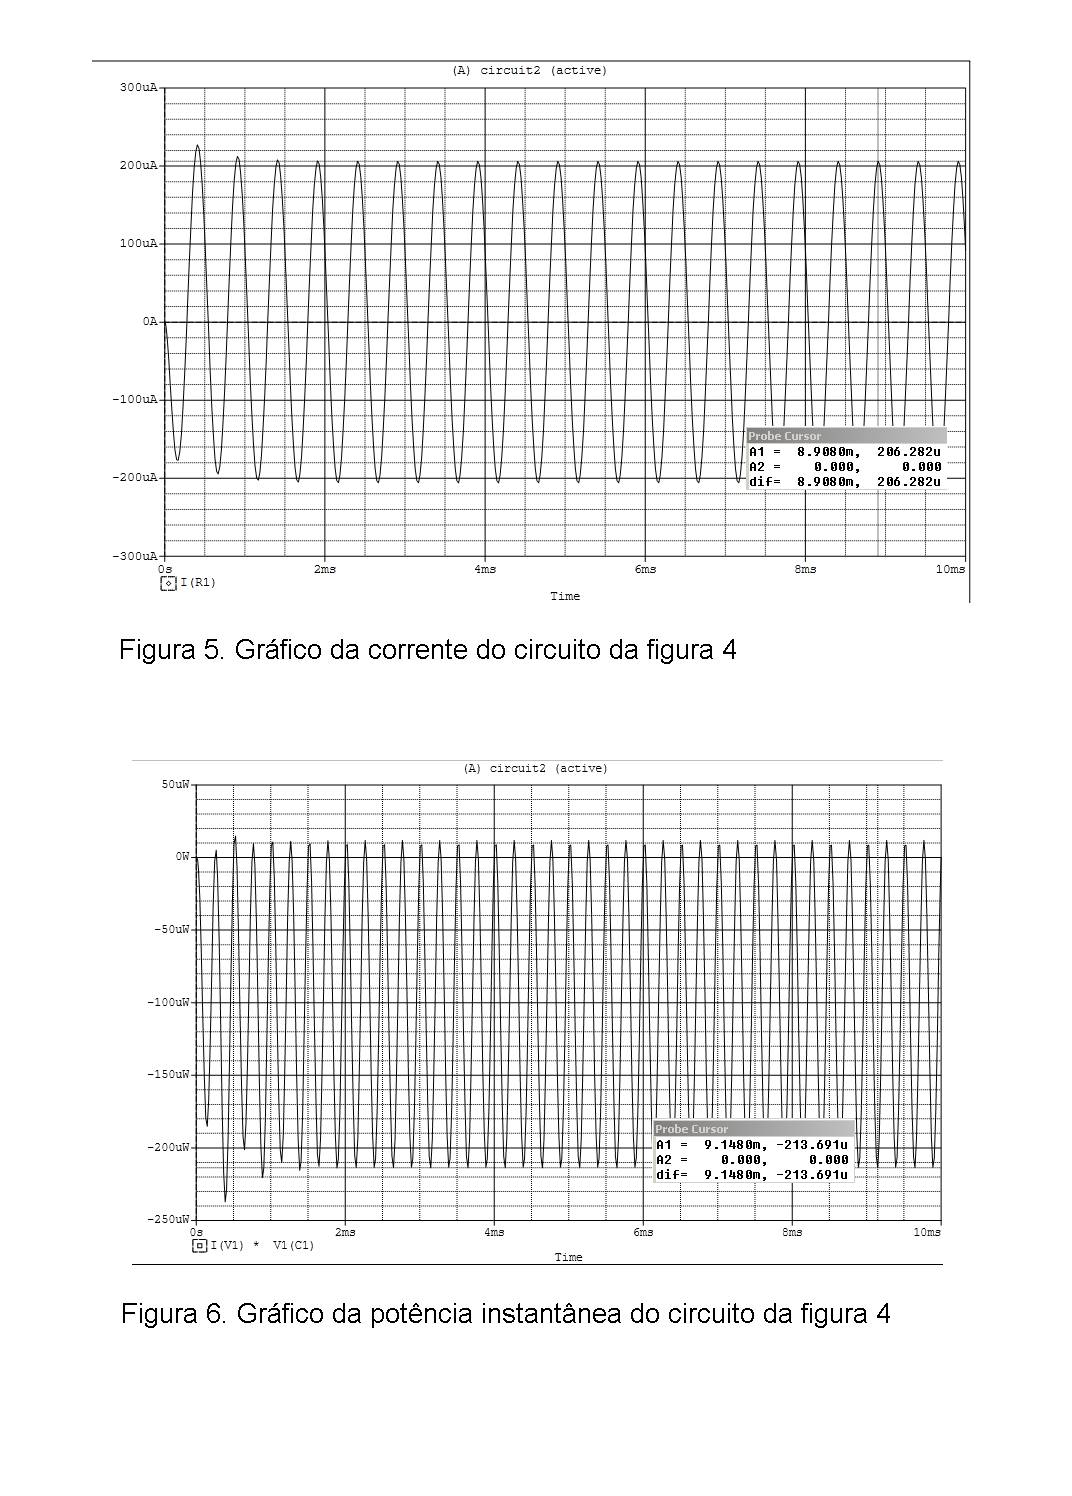 (A) circuit2 (active)
300uA
200uA
100uA
0A
-100uA
-200uA
-300uA
Probe Cursor
A1 = 8.9080m, 206.282u
A2 = 0.000, 0.000
dif= 8.9080m, 206.282u
0s 2ms 4ms 6ms 8ms 10ms
I(R1)
Time
Figura 5. Gráfico da corrente do circuito da figura 4
(A) circuit2 (active)
50uW
0W
-50uW
-100uW
-150uW
-200uW
-250uW
Probe Cursor
A1 = 9.1480m, -213.691u
A2 = 0.000, 0.000
dif= 9.1480m, -213.691u
0s 2ms 4ms 6ms 8ms 10ms
I(V1) * V1(C1)
Time
Figura 6. Gráfico da potência instantânea do circuito da figura 4